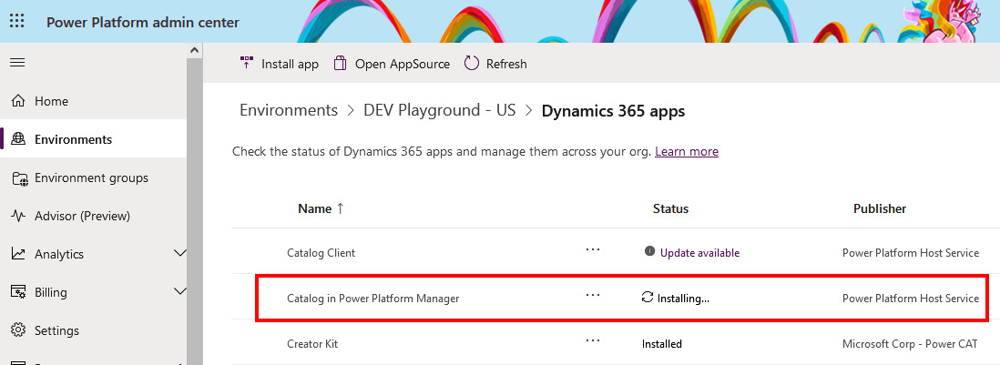 Power Platform admin center
Install app Open AppSource Refresh
Home
Environments
Environment groups
Advisor (Preview)
Analytics
Billing
Settings
Environments > DEV Playground - US > Dynamics 365 apps
Check the status of Dynamics 365 apps and manage them across your org. Learn more
Name ↑ Status Publisher
Catalog Client ... Update available Power Platform Host Service
Catalog in Power Platform Manager ... Installing... Power Platform Host Service
Creator Kit ... Installed Microsoft Corp - Power CAT